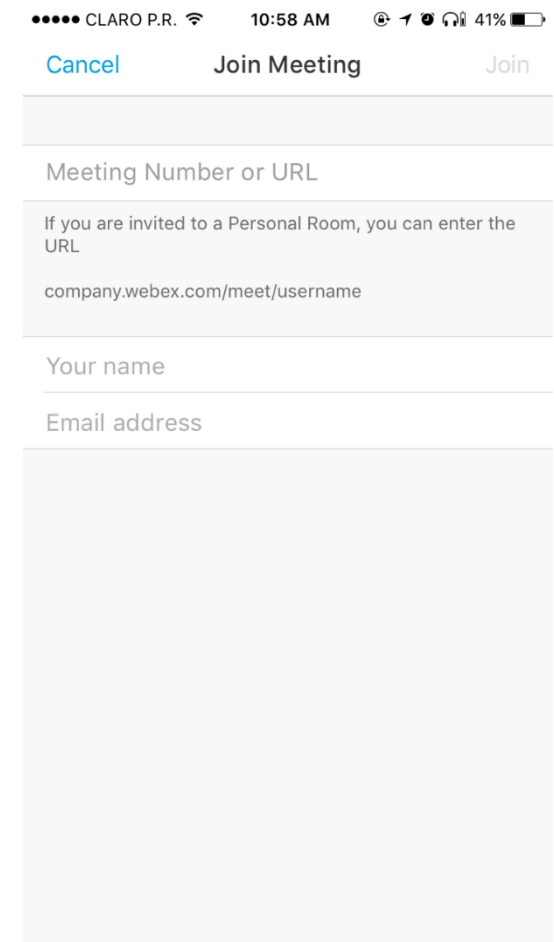 CLARO P.R. 10:58 AM 41%
Cancel Join Meeting Join
Meeting Number or URL
If you are invited to a Personal Room, you can enter the
URL
company.webex.com/meet/username
Your name
Email address